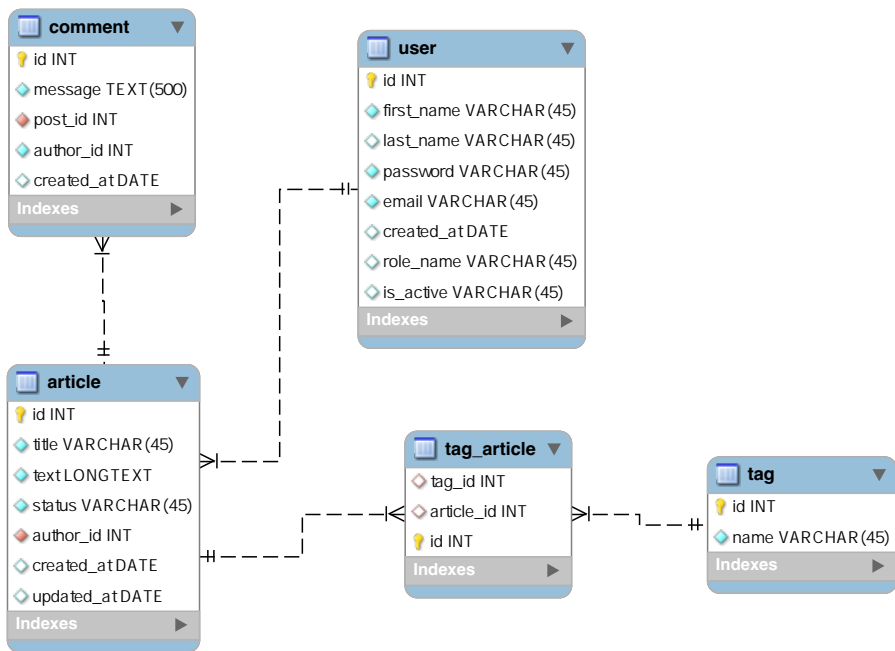 comment
id INT
message TEXT(500)
post_id INT
author_id INT
created_at DATE
Indexes
user
id INT
first_name VARCHAR(45)
last_name VARCHAR(45)
password VARCHAR(45)
email VARCHAR(45)
created_at DATE
role_name VARCHAR(45)
is_active VARCHAR(45)
Indexes
article
id INT
title VARCHAR(45)
text LONGTEXT
status VARCHAR(45)
author_id INT
created_at DATE
updated_at DATE
Indexes
tag_article
tag_id INT
article_id INT
id INT
Indexes
tag
id INT
name VARCHAR(45)
Indexes